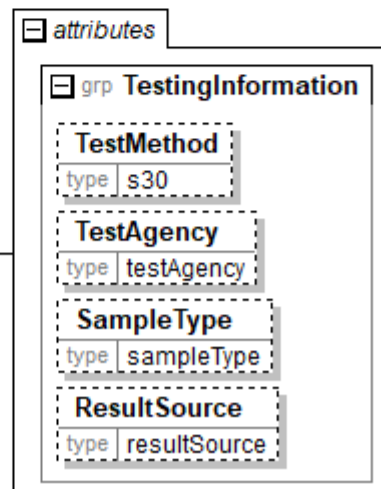 attributes
grp TestingInformation
TestMethod
type s30
TestAgency
type testAgency
SampleType
type sampleType
ResultSource
type resultSource